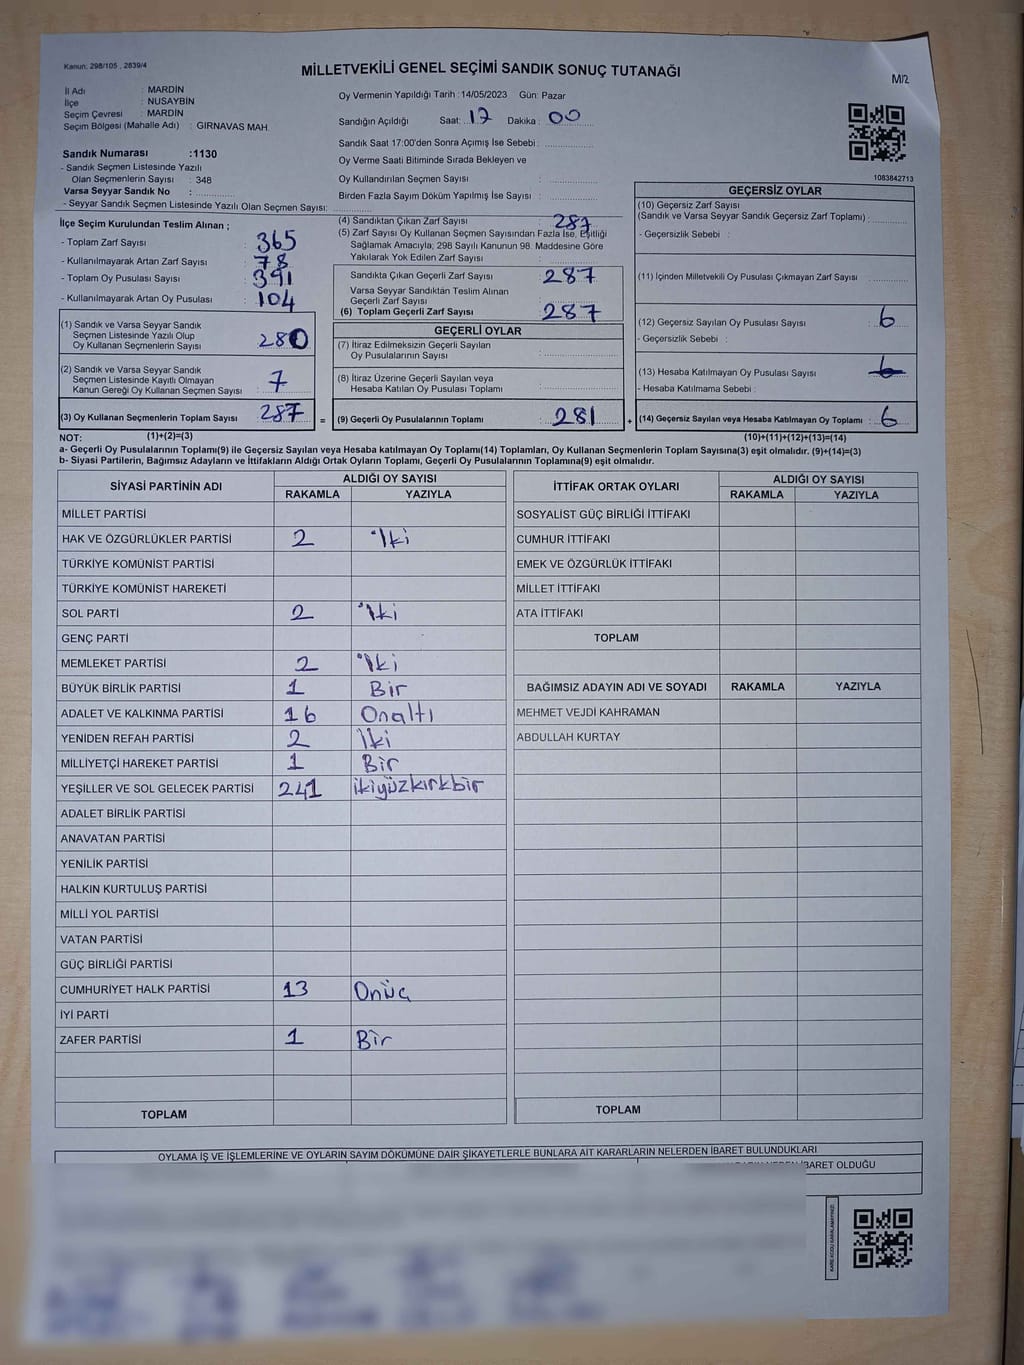 Kanun: 298/105 , 2839/4
MİLLETVEKİLİ GENEL SEÇİMİ SANDIK SONUÇ TUTANAĞI
M/2
İl Adı : MARDİN
İlçe : NUSAYBİN
Seçim Çevresi : MARDİN
Seçim Bölgesi (Mahalle Adı) : GIRNAVAS MAH.
Sandık Numarası :1130
- Sandık Seçmen Listesinde Yazılı
Olan Seçmenlerin Sayısı : 348
Varsa Seyyar Sandık No :
- Seyyar Sandık Seçmen Listesinde Yazılı Olan Seçmen Sayısı:
Oy Vermenin Yapıldığı Tarih : 14/05/2023 Gün: Pazar
Sandığın Açıldığı Saat: 17 Dakika : 00
Sandık Saat 17:00'den Sonra Açımış İse Sebebi :
Oy Verme Saati Bitiminde Sırada Bekleyen ve
Oy Kullandırılan Seçmen Sayısı :
Birden Fazla Sayım Döküm Yapılmış İse Sayısı :
1083842713
İlçe Seçim Kurulundan Teslim Alınan ;
- Toplam Zarf Sayısı : 365
- Kullanılmayarak Artan Zarf Sayısı : 78
- Toplam Oy Pusulası Sayısı : 391
- Kullanılmayarak Artan Oy Pusulası : 104
(1) Sandık ve Varsa Seyyar Sandık
Seçmen Listesinde Yazılı Olup
Oy Kullanan Seçmenlerin Sayısı : 280
(2) Sandık ve Varsa Seyyar Sandık
Seçmen Listesinde Kayıtlı Olmayan
Kanun Gereği Oy Kullanan Seçmen Sayısı : 7
(3) Oy Kullanan Seçmenlerin Toplam Sayısı : 287
(4) Sandıktan Çıkan Zarf Sayısı : 287
(5) Zarf Sayısı Oy Kullanan Seçmen Sayısından Fazla İse, Eşitliği
Sağlamak Amacıyla, 298 Sayılı Kanunun 98. Maddesine Göre
Yakılarak Yok Edilen Zarf Sayısı :
Sandıkta Çıkan Geçerli Zarf Sayısı : 287
Varsa Seyyar Sandıktan Teslim Alınan
Geçerli Zarf Sayısı :
(6) Toplam Geçerli Zarf Sayısı : 287
GEÇERLİ OYLAR
(7) İtiraz Edilmeksizin Geçerli Sayılan
Oy Pusulalarının Sayısı :
(8) İtiraz Üzerine Geçerli Sayılan veya
Hesaba Katılan Oy Pusulası Toplamı :
= (9) Geçerli Oy Pusulalarının Toplamı : 281 +
GEÇERSİZ OYLAR
(10) Geçersiz Zarf Sayısı
(Sandık ve Varsa Seyyar Sandık Geçersiz Zarf Toplamı) :
- Geçersizlik Sebebi :
(11) İçinden Milletvekili Oy Pusulası Çıkmayan Zarf Sayısı :
(12) Geçersiz Sayılan Oy Pusulası Sayısı : 6
- Geçersizlik Sebebi :
(13) Hesaba Katılmayan Oy Pusulası Sayısı : 6
- Hesaba Katılmama Sebebi :
(14) Geçersiz Sayılan veya Hesaba Katılmayan Oy Toplamı : 6
NOT: (1)+(2)=(3) (10)+(11)+(12)+(13)=(14)
a- Geçerli Oy Pusulalarının Toplamı(9) ile Geçersiz Sayılan veya Hesaba katılmayan Oy Toplamı(14) Toplamları, Oy Kullanan Seçmenlerin Toplam Sayısına(3) eşit olmalıdır. (9)+(14)=(3)
b- Siyasi Partilerin, Bağımsız Adayların ve İttifakların Aldığı Ortak Oyların Toplamı, Geçerli Oy Pusulalarının Toplamına(9) eşit olmalıdır.
SİYASİ PARTİNİN ADI ALDIĞI OY SAYISI
RAKAMLA YAZIYLA
MİLLET PARTİSİ
HAK VE ÖZGÜRLÜKLER PARTİSİ 2 İki
TÜRKİYE KOMÜNİST PARTİSİ
TÜRKİYE KOMÜNİST HAREKETİ
SOL PARTİ 2 İki
GENÇ PARTİ
MEMLEKET PARTİSİ 2 İki
BÜYÜK BİRLİK PARTİSİ 1 Bir
ADALET VE KALKINMA PARTİSİ 16 Onaltı
YENİDEN REFAH PARTİSİ 2 İki
MİLLİYETÇİ HAREKET PARTİSİ 1 Bir
YEŞİLLER VE SOL GELECEK PARTİSİ 241 ikiyüzkırkbir
ADALET BİRLİK PARTİSİ
ANAVATAN PARTİSİ
YENİLİK PARTİSİ
HALKIN KURTULUŞ PARTİSİ
MİLLİ YOL PARTİSİ
VATAN PARTİSİ
GÜÇ BİRLİĞİ PARTİSİ
CUMHURİYET HALK PARTİSİ 13 Onüç
İYİ PARTİ
ZAFER PARTİSİ 1 Bir
TOPLAM
İTTİFAK ORTAK OYLARI ALDIĞI OY SAYISI
RAKAMLA YAZIYLA
SOSYALİST GÜÇ BİRLİĞİ İTTİFAKI
CUMHUR İTTİFAKI
EMEK VE ÖZGÜRLÜK İTTİFAKI
MİLLET İTTİFAKI
ATA İTTİFAKI
TOPLAM
BAĞIMSIZ ADAYIN ADI VE SOYADI RAKAMLA YAZIYLA
MEHMET VEJDİ KAHRAMAN
ABDULLAH KURTAY
TOPLAM
OYLAMA İŞ VE İŞLEMLERİNE VE OYLARIN SAYIM DÖKÜMÜNE DAİR ŞİKAYETLERLE BUNLARA AİT KARARLARIN NELERDEN İBARET BULUNDUKLARI
İBARET OLDUĞU
KARE KODU KARALAMAYINIZ!